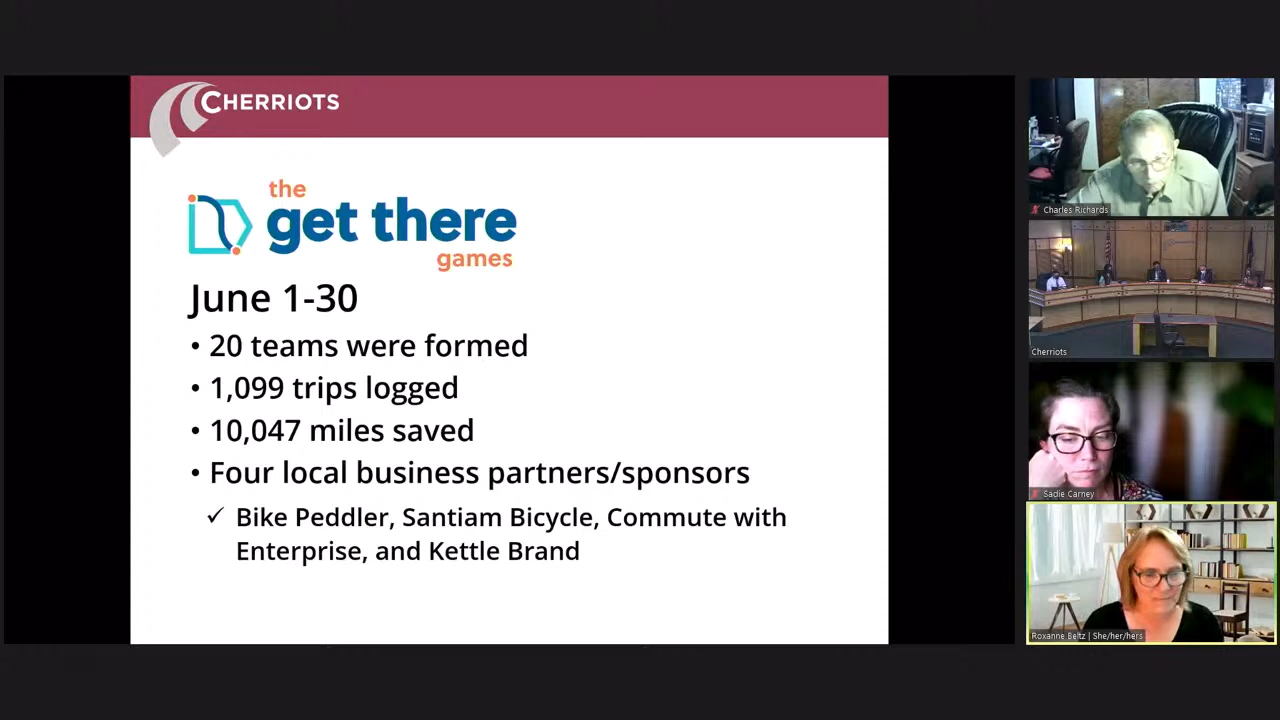 CHERRIOTS
the
get there
games
June 1-30
• 20 teams were formed
• 1,099 trips logged
• 10,047 miles saved
• Four local business partners/sponsors
✓ Bike Peddler, Santiam Bicycle, Commute with
Enterprise, and Kettle Brand
Charles Richards
Cherriots
Sadie Carney
Roxanne Beltz | She/her/hers